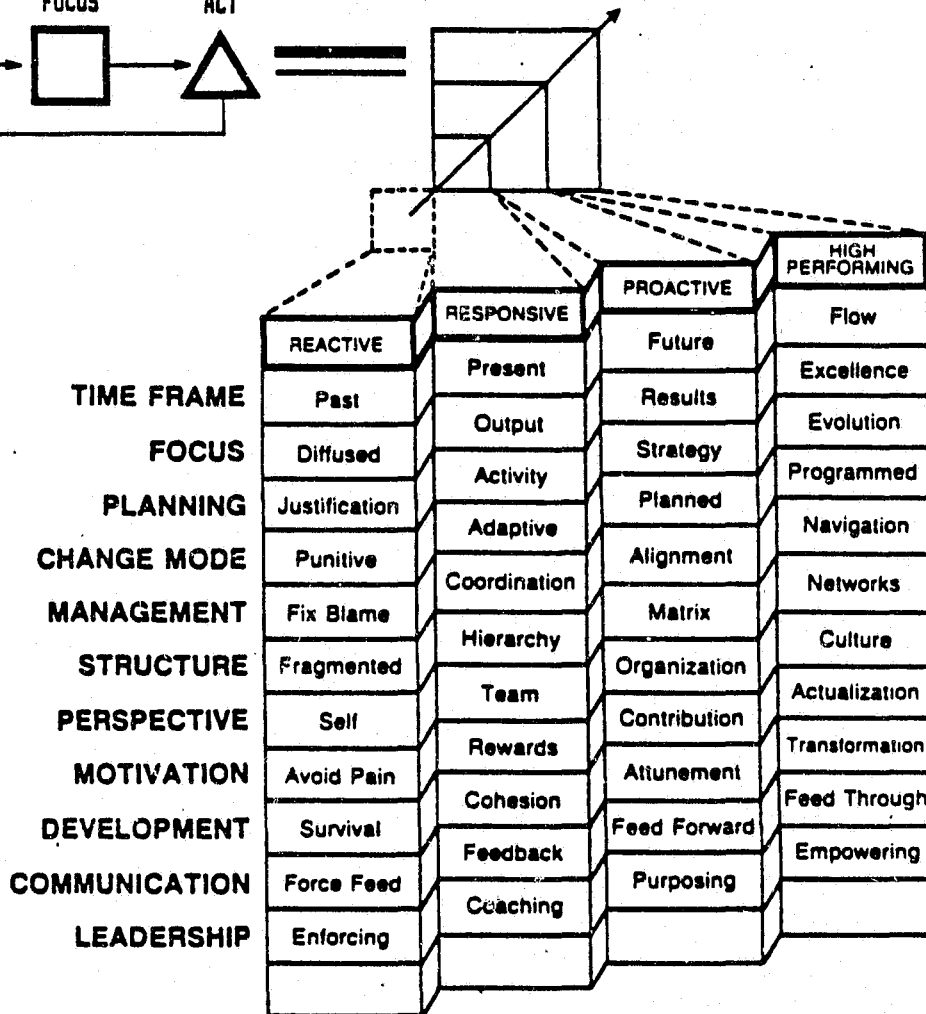 FOCUS ACT
HIGH
PERFORMING
PROACTIVE
RESPONSIVE
REACTIVE
TIME FRAME Past Present Future Flow
FOCUS Diffused Output Results Excellence
PLANNING Justification Activity Strategy Evolution
CHANGE MODE Punitive Adaptive Planned Programmed
MANAGEMENT Fix Blame Coordination Alignment Navigation
STRUCTURE Fragmented Hierarchy Matrix Networks
PERSPECTIVE Self Team Organization Culture
MOTIVATION Avoid Pain Rewards Contribution Actualization
DEVELOPMENT Survival Cohesion Attunement Transformation
COMMUNICATION Force Feed Feedback Feed Forward Feed Through
LEADERSHIP Enforcing Coaching Purposing Empowering